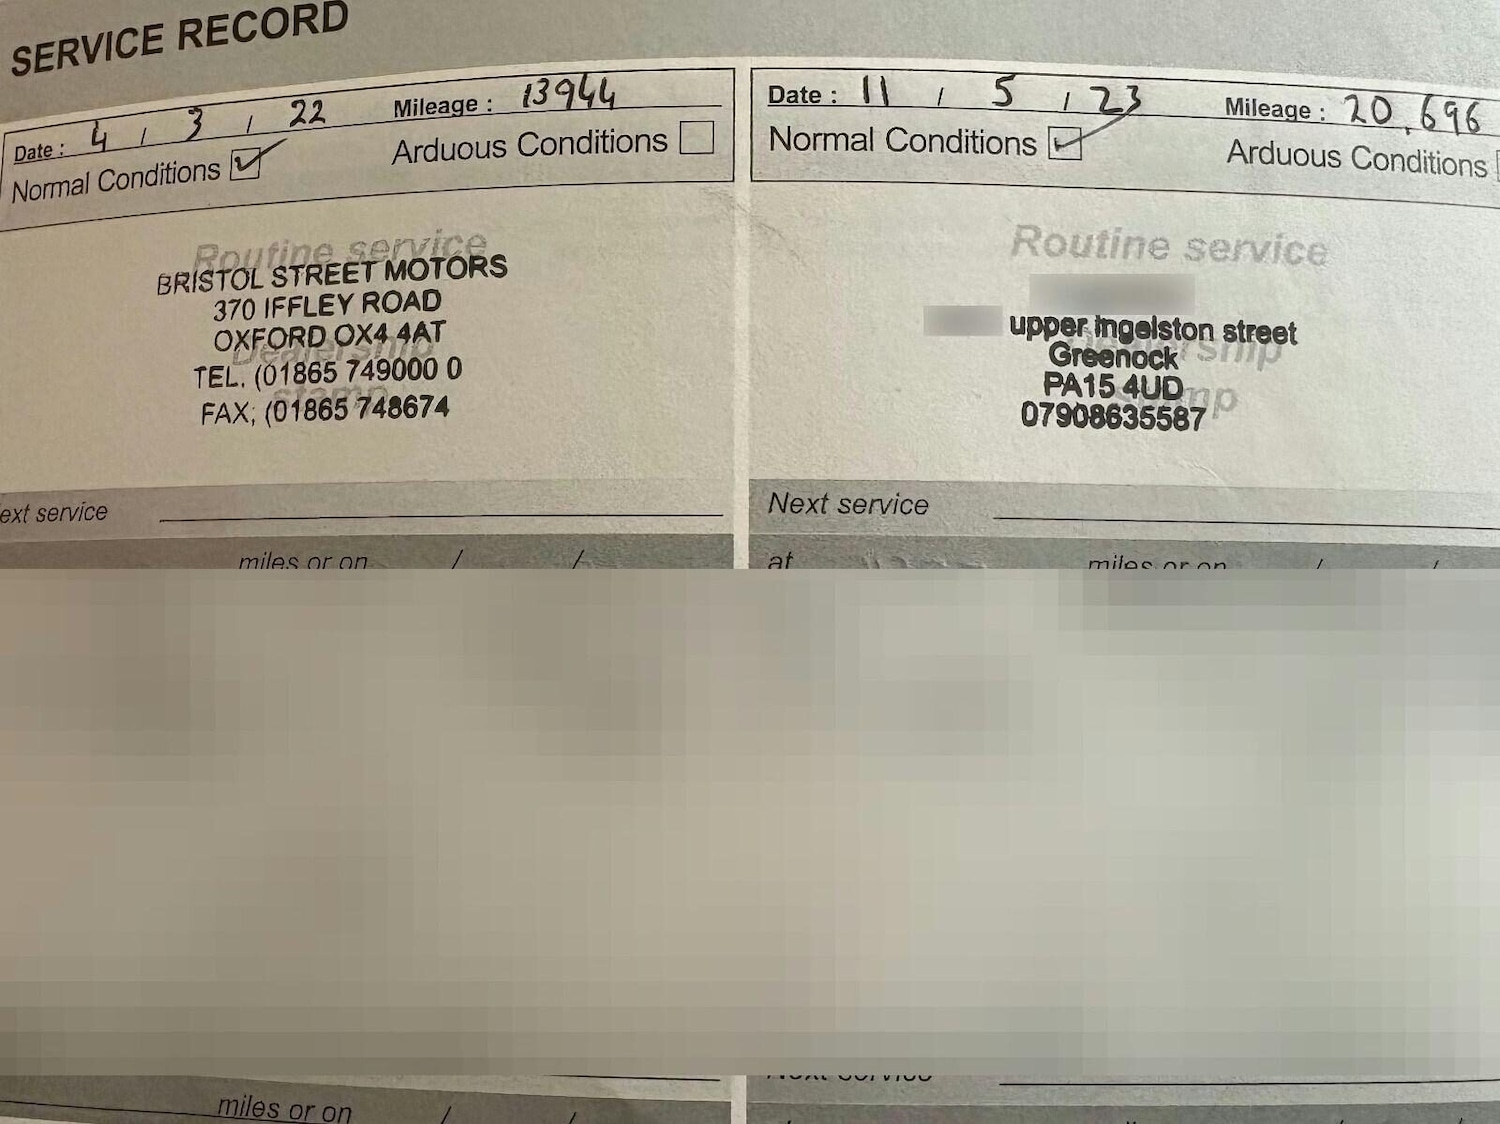 SERVICE RECORD
Date : 4 / 3 / 22 Mileage : 13944
Normal Conditions Arduous Conditions
Routine service
Dealership
stamp
BRISTOL STREET MOTORS
370 IFFLEY ROAD
OXFORD OX4 4AT
TEL. (01865 749000 0
FAX; (01865 748674
ext service
miles or on / /
Date : 11 / 5 / 23 Mileage : 20,696
Normal Conditions Arduous Conditions
Routine service
upper ingelston street
Greenock
PA15 4UD
07908635587
Next service
at miles or on / /
Next service
miles or on / /